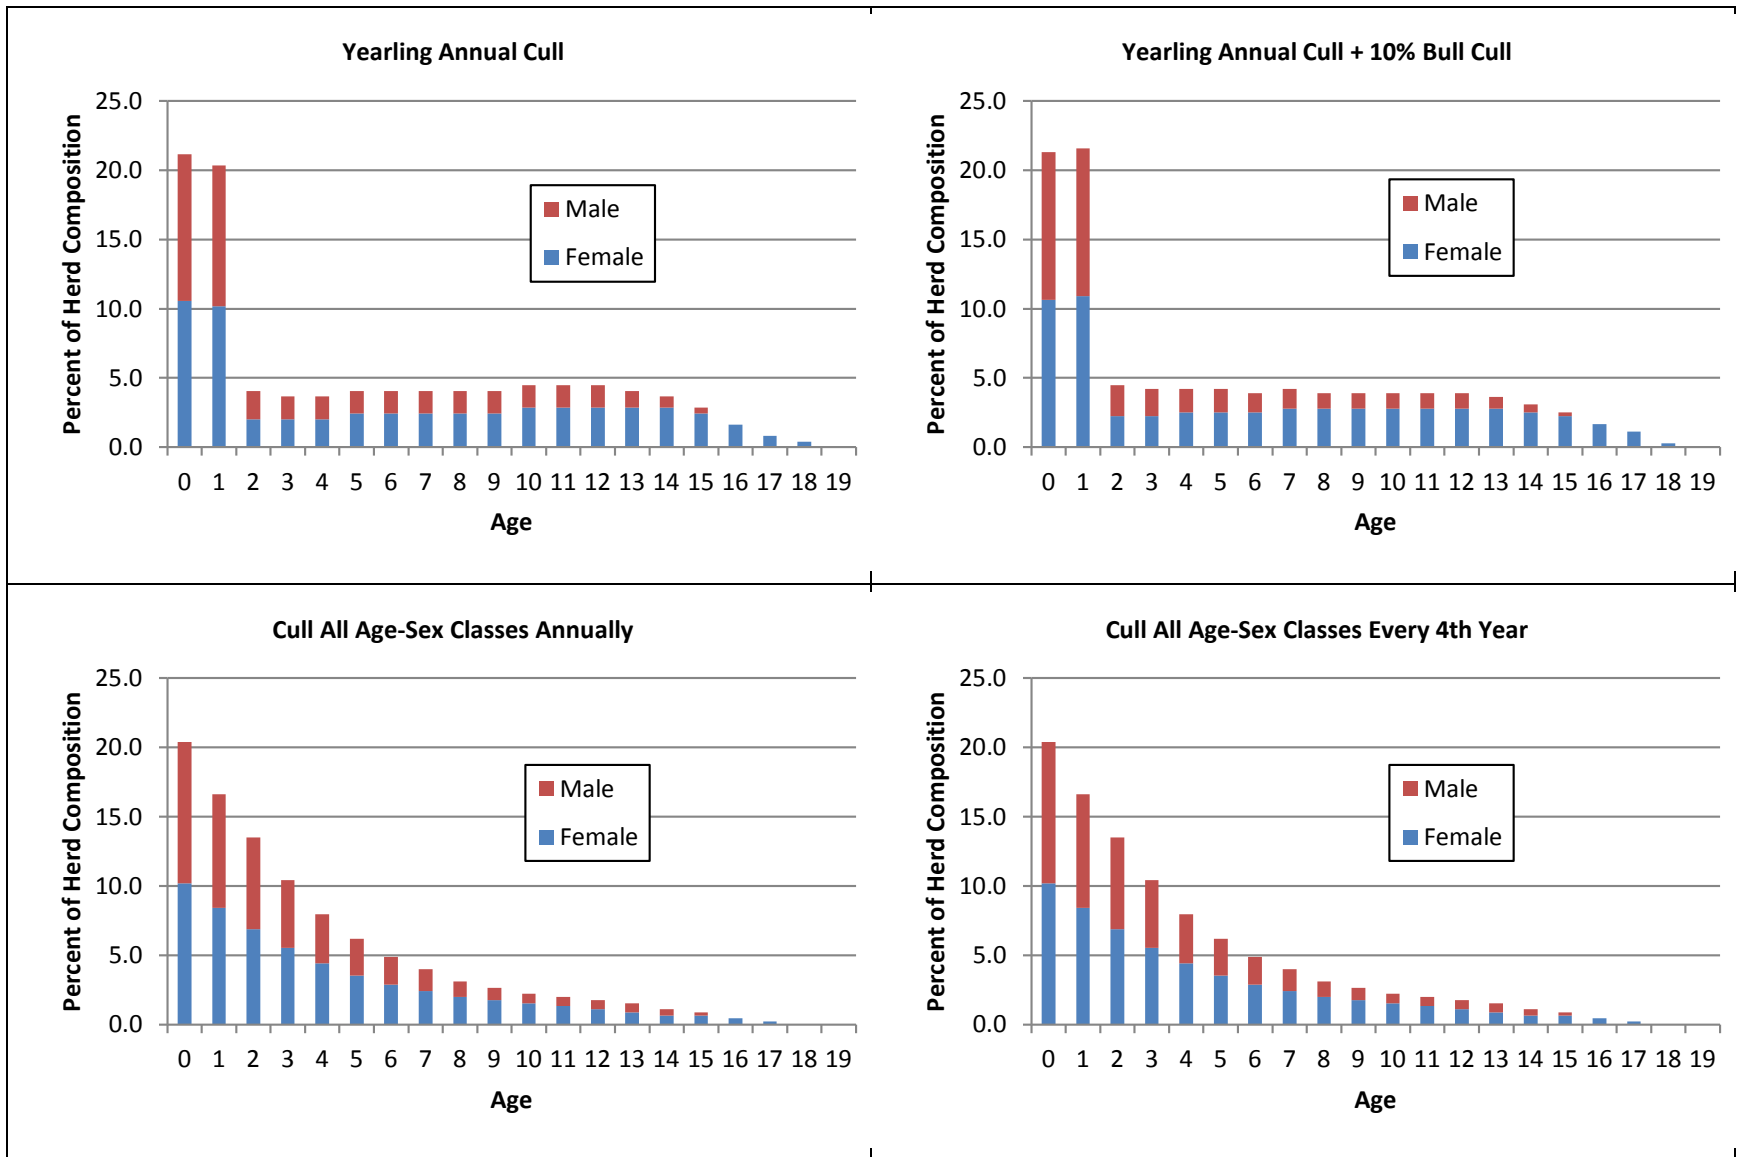 Yearling Annual Cull
Percent of Herd Composition
25.0
20.0
15.0
10.0
5.0
0.0
Male
Female
0 1 2 3 4 5 6 7 8 9 10 11 12 13 14 15 16 17 18 19
Age
Yearling Annual Cull + 10% Bull Cull
Percent of Herd Composition
25.0
20.0
15.0
10.0
5.0
0.0
Male
Female
0 1 2 3 4 5 6 7 8 9 10 11 12 13 14 15 16 17 18 19
Age
Cull All Age-Sex Classes Annually
Percent of Herd Composition
25.0
20.0
15.0
10.0
5.0
0.0
Male
Female
0 1 2 3 4 5 6 7 8 9 10 11 12 13 14 15 16 17 18 19
Age
Cull All Age-Sex Classes Every 4th Year
Percent of Herd Composition
25.0
20.0
15.0
10.0
5.0
0.0
Male
Female
0 1 2 3 4 5 6 7 8 9 10 11 12 13 14 15 16 17 18 19
Age